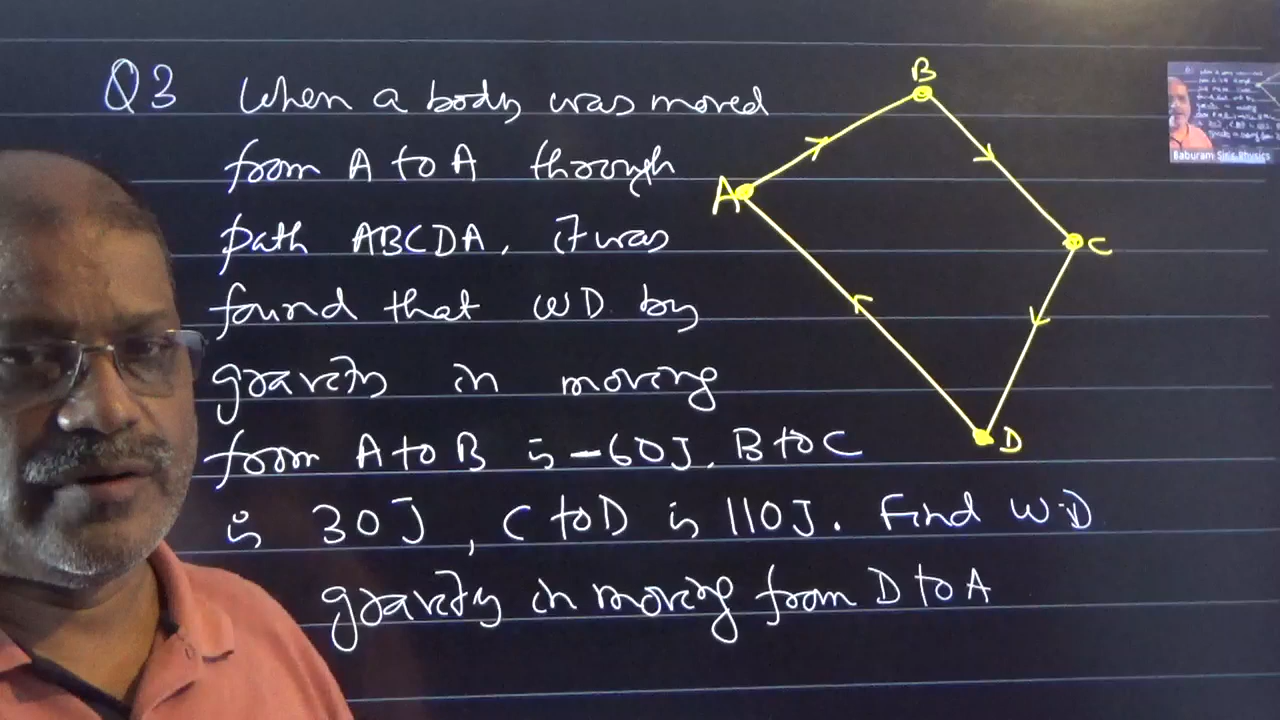 Q3 When a body was moved
from A to A through
path ABCDA, it was
found that WD by
gravity in moving
from A to B is -60J. B to C
is 30J, C to D is 110J. Find W.D
gravity in moving from D to A
B
A
C
D
Baburam Sir's Physics